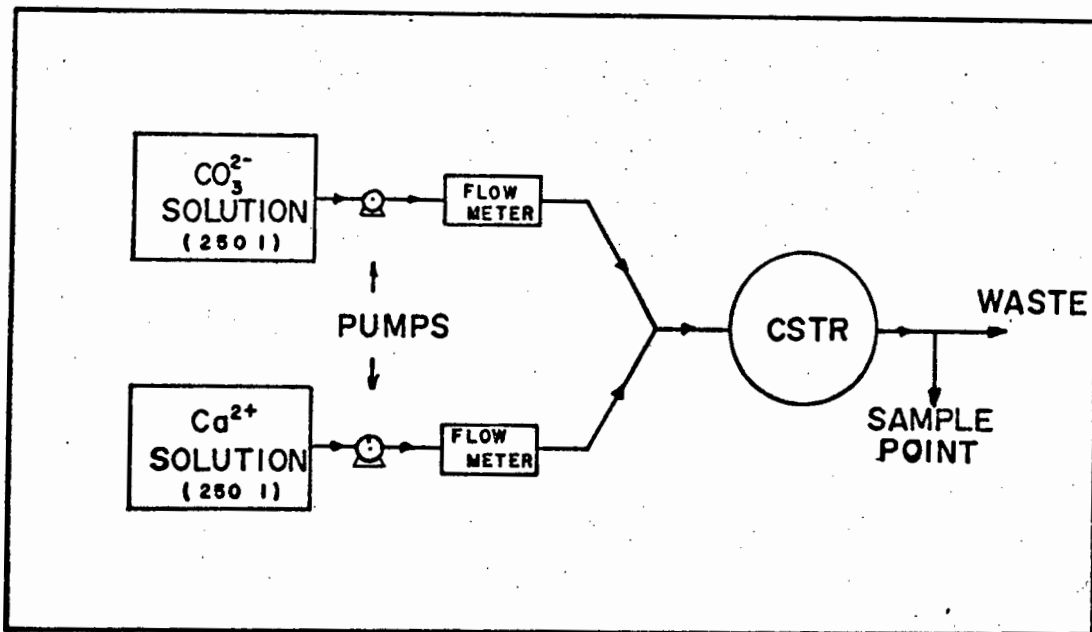 CO₃²⁻
SOLUTION
(250 l)
FLOW
METER
PUMPS
CSTR
WASTE
SAMPLE
POINT
Ca²⁺
SOLUTION
(250 l)
FLOW
METER